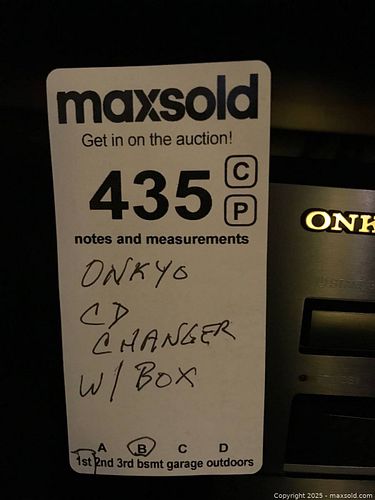 maxsold
Get in on the auction!
435 C
P
notes and measurements
ONKYO
CD
CHANGER
W/ BOX
A B C D
1st 2nd 3rd bsmt garage outdoors
ONK
Copyright 2025 - maxsold.com